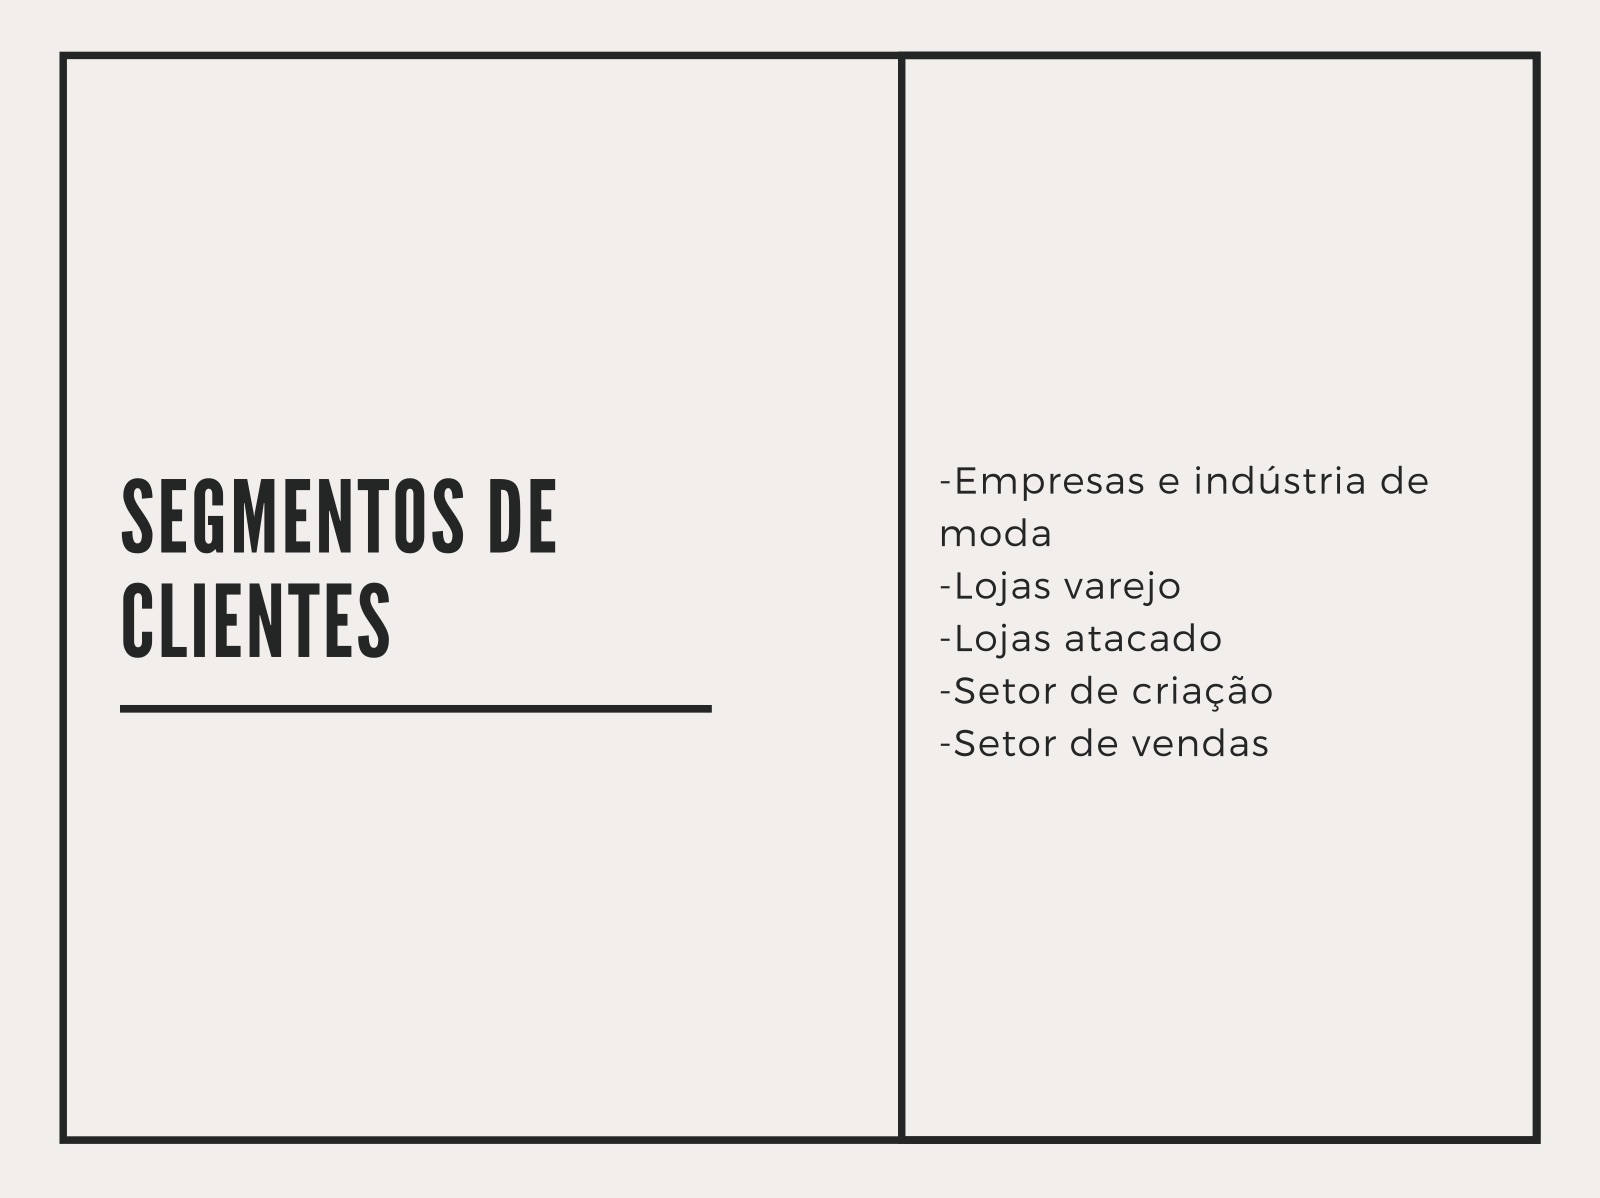 SEGMENTOS DE
CLIENTES
-Empresas e indústria de
moda
-Lojas varejo
-Lojas atacado
-Setor de criação
-Setor de vendas